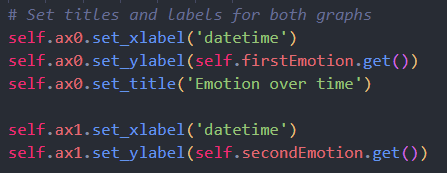 # Set titles and labels for both graphs
self.ax0.set_xlabel('datetime')
self.ax0.set_ylabel(self.firstEmotion.get())
self.ax0.set_title('Emotion over time')
self.ax1.set_xlabel('datetime')
self.ax1.set_ylabel(self.secondEmotion.get())